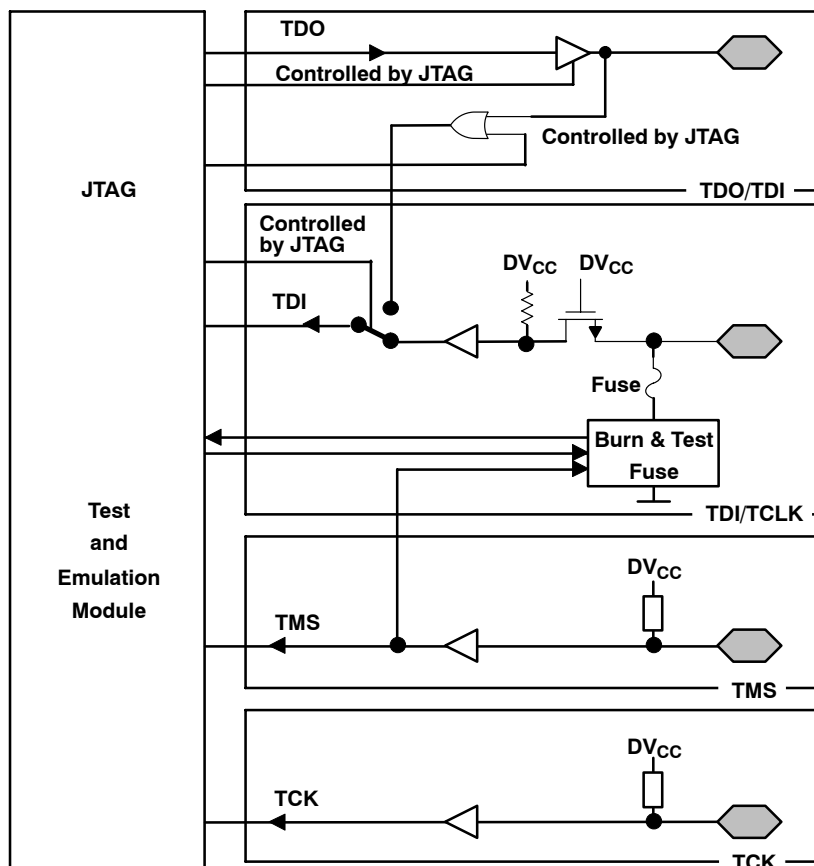 TDO
Controlled by JTAG
Controlled by JTAG
JTAG
TDO/TDI
Controlled
by JTAG
DVCC
DVCC
TDI
Fuse
Burn & Test
Fuse
TDI/TCLK
Test
and
Emulation
Module
DVCC
TMS
TMS
DVCC
TCK
TCK